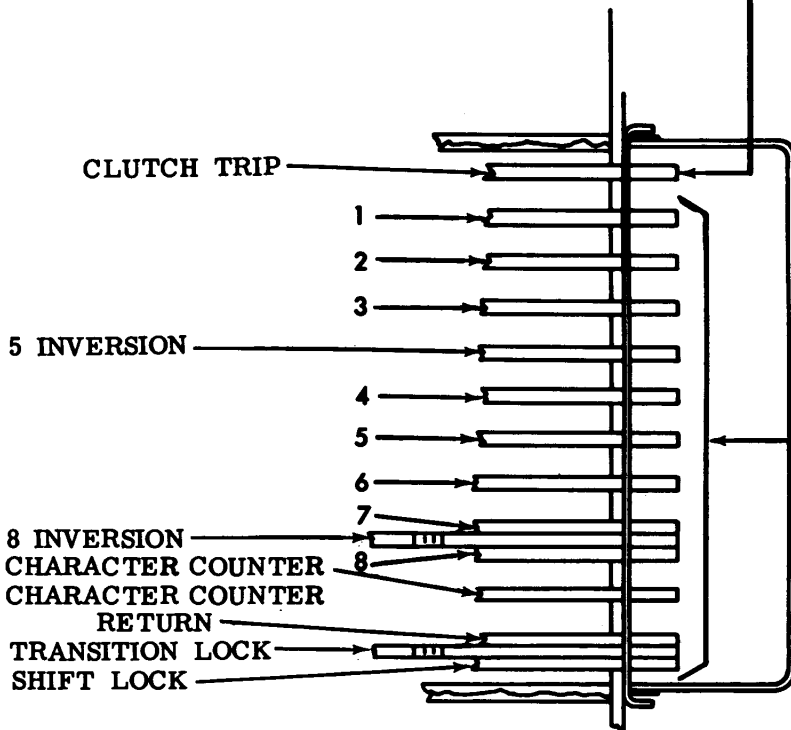 CLUTCH TRIP
1
2
3
5 INVERSION
4
5
6
7
8 INVERSION
8
CHARACTER COUNTER
CHARACTER COUNTER
RETURN
TRANSITION LOCK
SHIFT LOCK